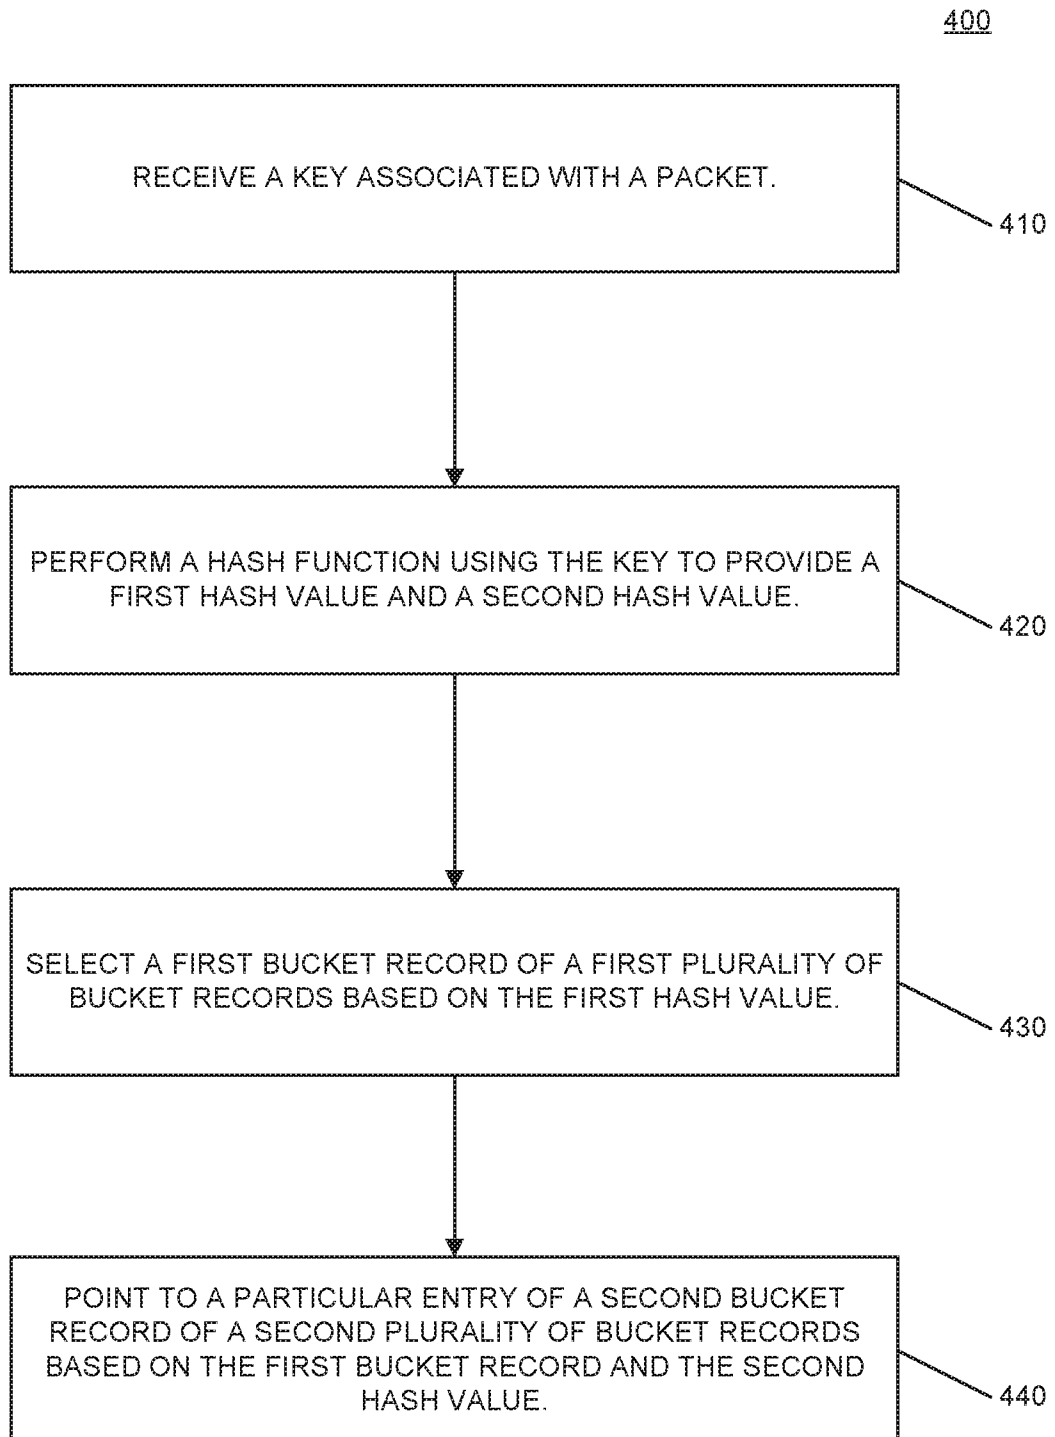 400
RECEIVE A KEY ASSOCIATED WITH A PACKET.
410
PERFORM A HASH FUNCTION USING THE KEY TO PROVIDE A
FIRST HASH VALUE AND A SECOND HASH VALUE.
420
SELECT A FIRST BUCKET RECORD OF A FIRST PLURALITY OF
BUCKET RECORDS BASED ON THE FIRST HASH VALUE.
430
POINT TO A PARTICULAR ENTRY OF A SECOND BUCKET
RECORD OF A SECOND PLURALITY OF BUCKET RECORDS
BASED ON THE FIRST BUCKET RECORD AND THE SECOND
HASH VALUE.
440